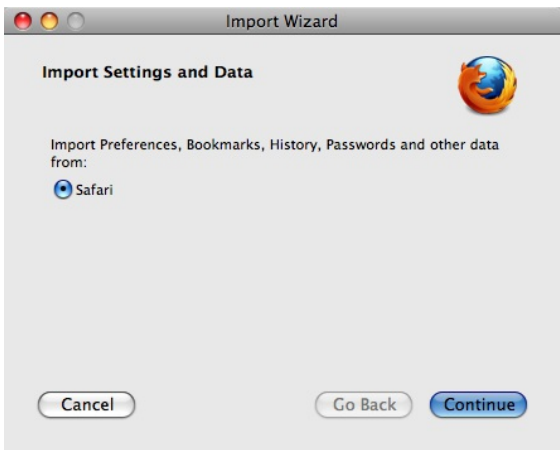 Import Wizard
Import Settings and Data
Import Preferences, Bookmarks, History, Passwords and other data
from:
Safari
Cancel
Go Back
Continue